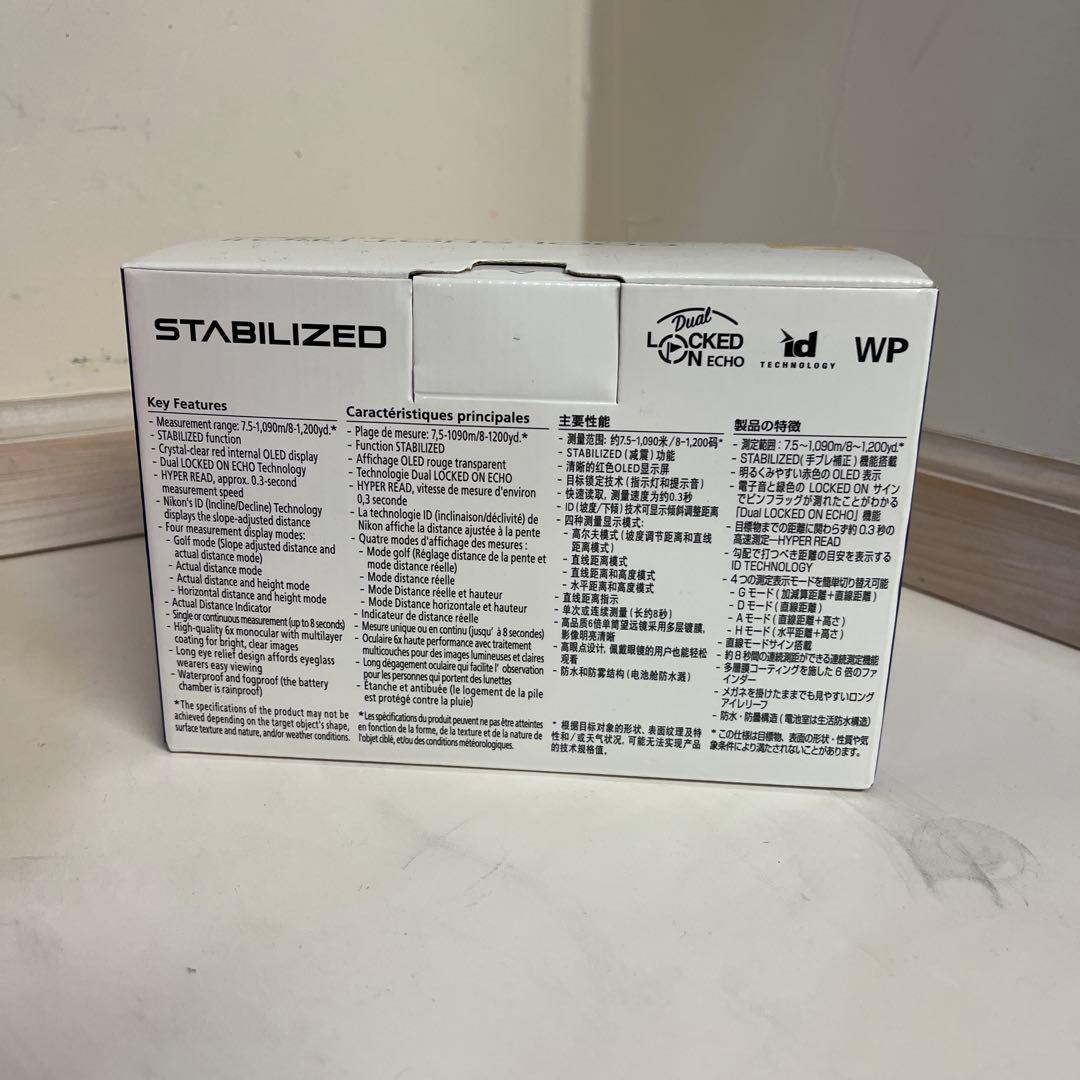 STABILIZED
Dual
LOCKED
ON ECHO
id
TECHNOLOGY
WP
Key Features
- Measurement range: 7.5-1,090m/8-1,200yd.*
- STABILIZED function
- Crystal-clear red internal OLED display
- Dual LOCKED ON ECHO Technology
- HYPER READ, approx. 0.3-second
measurement speed
- Nikon's ID (Incline/Decline) Technology
displays the slope-adjusted distance
- Four measurement display modes:
- Golf mode (Slope adjusted distance and
actual distance mode)
- Actual distance mode
- Actual distance and height mode
- Horizontal distance and height mode
- Actual Distance Indicator
- Single or continuous measurement (up to 8 seconds)
- High-quality 6x monocular with multilayer
coating for bright, clear images
- Long eye relief design affords eyeglass
wearers easy viewing
- Waterproof and fogproof (the battery
chamber is rainproof)
*The specifications of the product may not be
achieved depending on the target object's shape,
surface texture and nature, and/or weather conditions.
Caractéristiques principales
- Plage de mesure: 7,5-1090m/8-1200yd.*
- Function STABILIZED
- Affichage OLED rouge transparent
- Technologie Dual LOCKED ON ECHO
- HYPER READ, vitesse de mesure d'environ
0,3 seconde
- La technologie ID (inclinaison/déclivité) de
Nikon affiche la distance ajustée à la pente
- Quatre modes d'affichage des mesures :
- Mode golf (Réglage distance de la pente et
mode distance réelle)
- Mode distance réelle
- Mode Distance réelle et hauteur
- Mode Distance horizontale et hauteur
- Indicateur de distance réelle
- Mesure unique ou en continu (jusqu' à 8 secondes)
- Oculaire 6x haute performance avec traitement
multicouches pour des images lumineuses et claires
- Long dégagement oculaire qui facilite l' observation
pour les personnes qui portent des lunettes
- Étanche et antibuée (le logement de la pile
est protégé contre la pluie)
*Les spécifications du produit peuvent ne pas être atteintes
en fonction de la forme, de la texture et de la nature de
l'objet ciblé, et/ou des conditions météorologiques.
主要性能
- 测量范围: 约7.5-1,090米/8-1,200码*
- STABILIZED (减震) 功能
- 清晰的红色OLED显示屏
- 目标锁定技术 (指示灯和提示音)
- 快速读取, 测量速度为约0.3秒
- ID (坡度/下倾) 技术可显示倾斜调整距离
- 四种测量显示模式:
- 高尔夫模式 (坡度调节距离和直线
距离模式)
- 直线距离模式
- 直线距离和高度模式
- 水平距离和高度模式
- 直线距离指示
- 单次或连续测量 (长约8秒)
- 高品质6倍单筒望远镜采用多层镀膜,
影像明亮清晰
- 高眼点设计, 佩戴眼镜的用户也能轻松
观看
- 防水和防雾结构 (电池舱防水溅)
* 根据目标对象的形状、表面纹理及特
性和/或天气状况, 可能无法实现产品
的技术规格值。
製品の特徴
- 測定範囲：7.5～1,090m/8～1,200yd.*
- STABILIZED (手ブレ補正) 機能搭載
- 明るくみやすい赤色の OLED 表示
- 電子音と緑色の LOCKED ON サイン
でピンフラッグが測れたことがわかる
「Dual LOCKED ON ECHO」機能
- 目標物までの距離に関わらず約 0.3 秒の
高速測定—HYPER READ
- 勾配で打つべき距離の目安を表示する
ID TECHNOLOGY
- 4つの測定表示モードを簡単切り替え可能
- G モード (加減算距離＋直線距離)
- D モード (直線距離)
- A モード (直線距離＋高さ)
- H モード (水平距離＋高さ)
- 直線モードサイン搭載
- 約 8 秒間の連続測距ができる連続測定機能
- 多層膜コーティングを施した 6 倍のファ
インダー
- メガネを掛けたままでも見やすいロング
アイレリーフ
- 防水・防曇構造 (電池室は生活防水構造)
* この仕様は目標物、表面の形状・性質や気
象条件により満たされないことがあります。